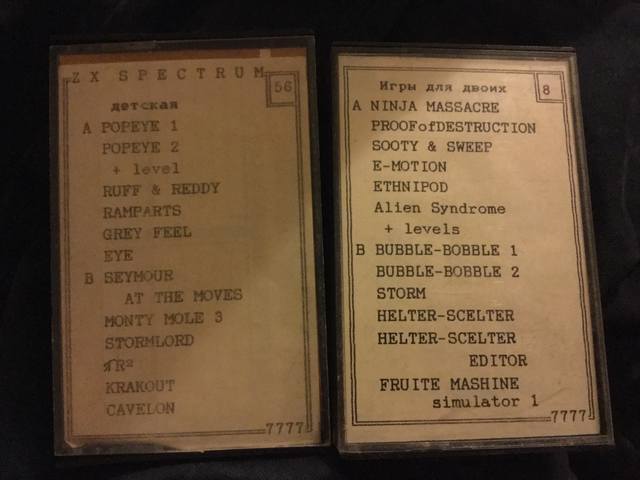 ZX SPECTRUM
56
детская
A POPEYE 1
POPEYE 2
+ level
RUFF & REDDY
RAMPARTS
GREY FEEL
EYE
B SEYMOUR
AT THE MOVES
MONTY MOLE 3
STORMLORD
πR²
KRAKOUT
CAVELON
7777
Игры для двоих
8
A NINJA MASSACRE
PROOFofDESTRUCTION
SOOTY & SWEEP
E-MOTION
ETHNIPOD
Alien Syndrome
+ levels
B BUBBLE-BOBBLE 1
BUBBLE-BOBBLE 2
STORM
HELTER-SCELTER
HELTER-SCELTER
EDITOR
FRUITE MASHINE
simulator 1
7777